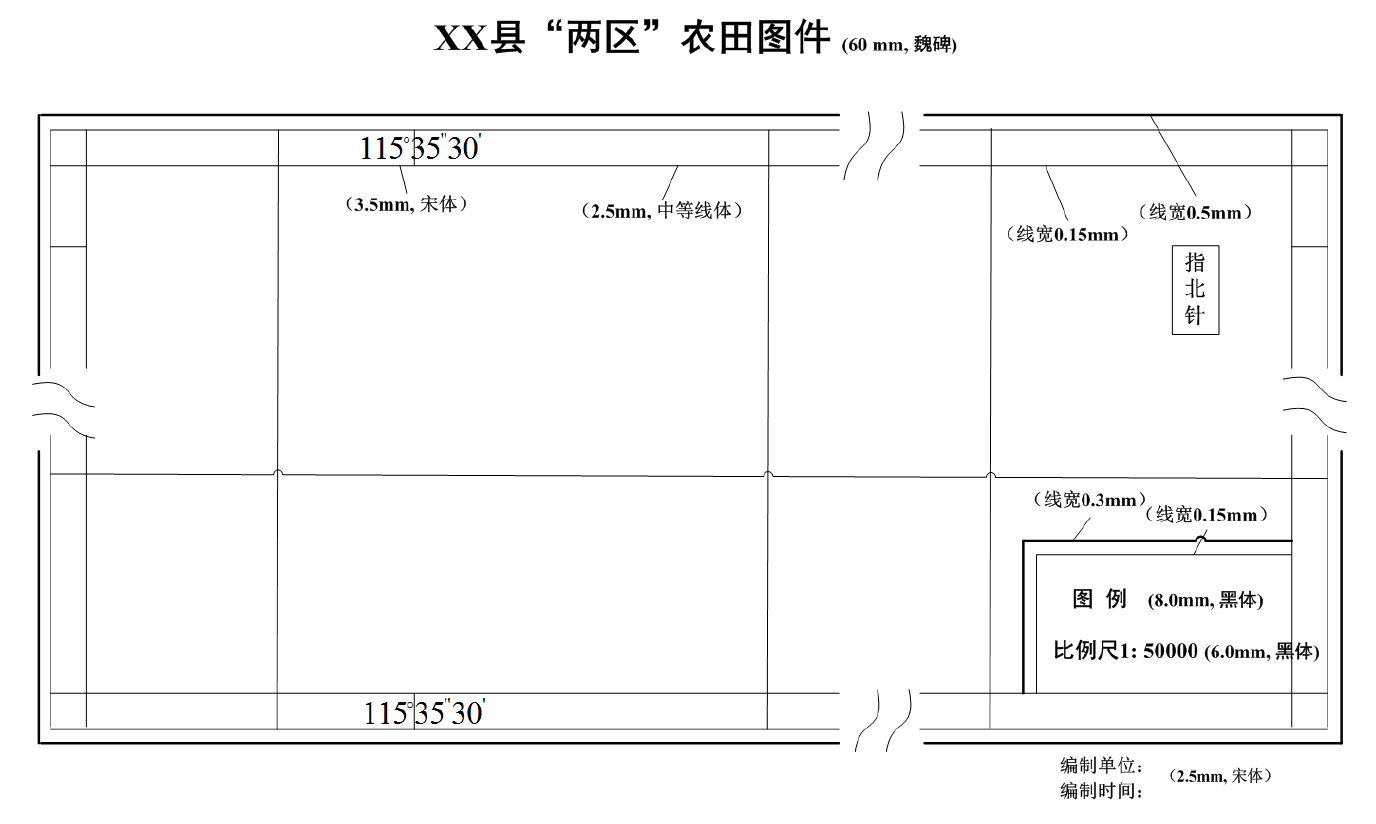 XX县“两区”农田图件 (60 mm, 魏碑)
115°35"30'
（3.5mm, 宋体）
（2.5mm, 中等线体）
（线宽0.15mm）
（线宽0.5mm）
指
北
针
（线宽0.3mm）
（线宽0.15mm）
图 例 (8.0mm, 黑体)
比例尺1: 50000 (6.0mm, 黑体)
115°35"30'
编制单位:
（2.5mm, 宋体）
编制时间: